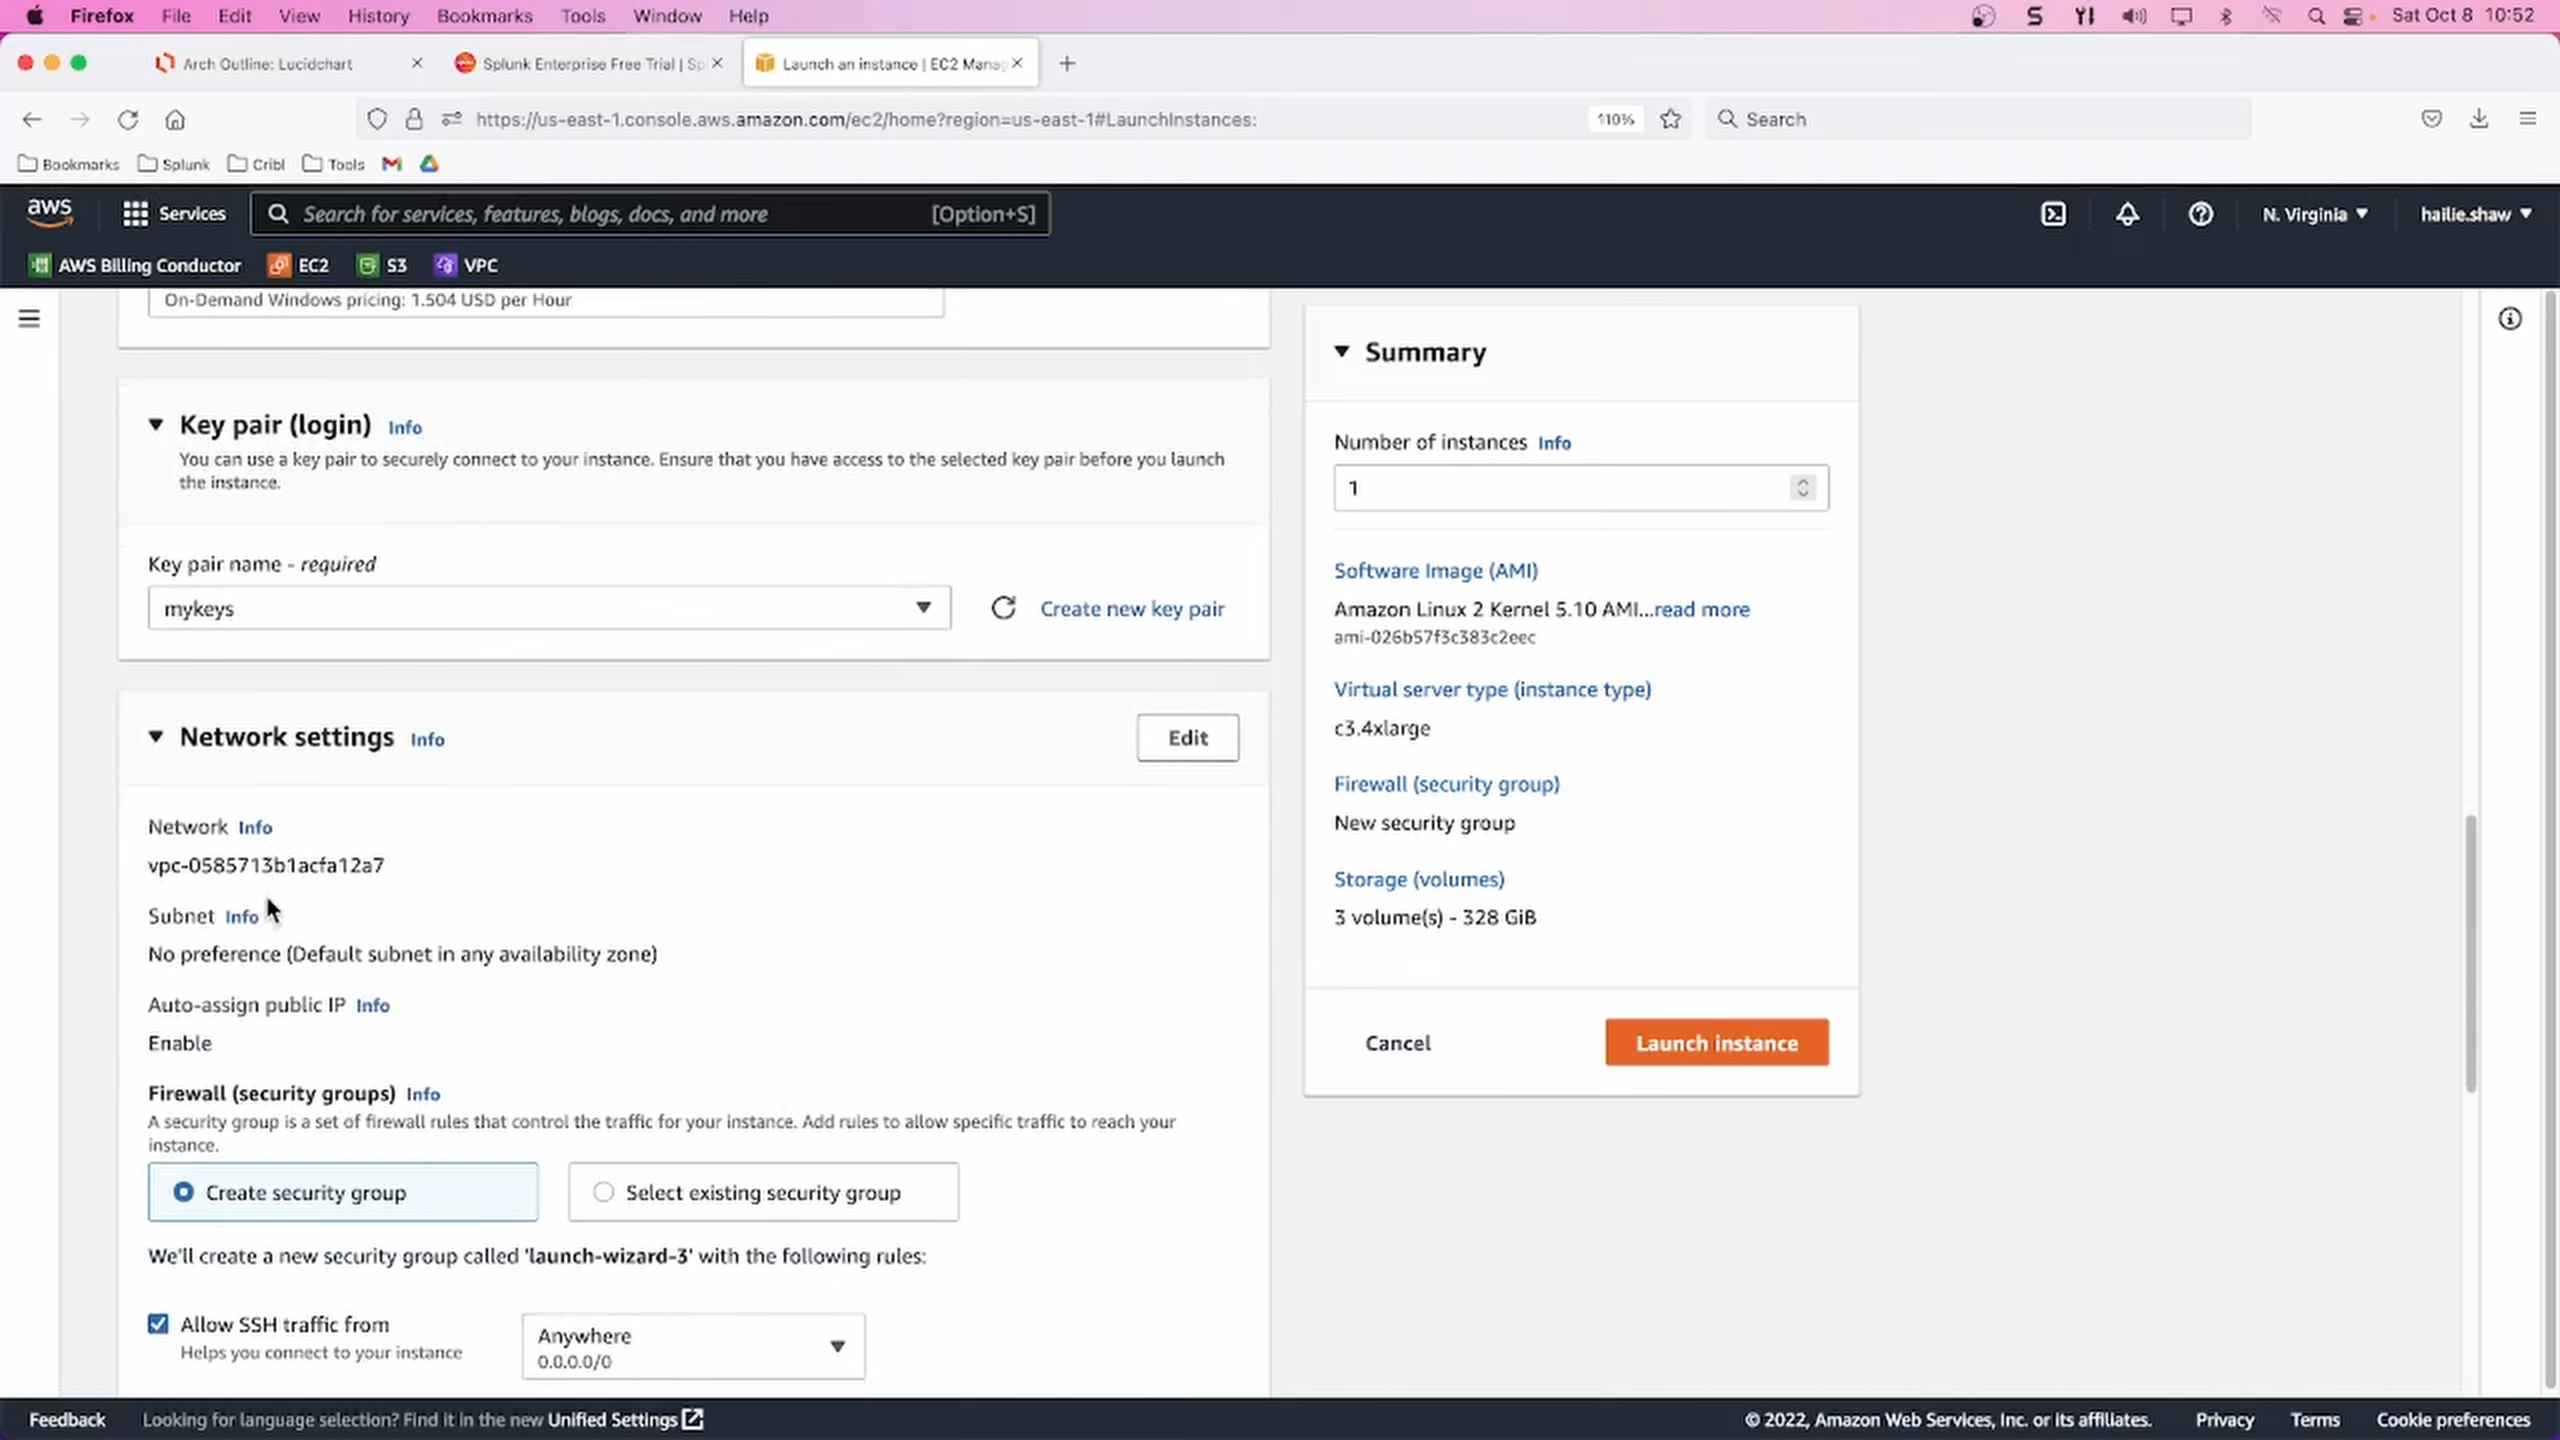 Firefox File Edit View History Bookmarks Tools Window Help Sat Oct 8 10:52
Arch Outline: Lucidchart Splunk Enterprise Free Trial | Sp Launch an instance | EC2 Manag
https://us-east-1.console.aws.amazon.com/ec2/home?region=us-east-1#LaunchInstances: 110% Search
Bookmarks Splunk Cribl Tools
aws Services Search for services, features, blogs, docs, and more [Option+S] N. Virginia hailie.shaw
AWS Billing Conductor EC2 S3 VPC
On-Demand Windows pricing: 1.504 USD per Hour
Key pair (login) Info
You can use a key pair to securely connect to your instance. Ensure that you have access to the selected key pair before you launch
the instance.
Key pair name - required
mykeys Create new key pair
Network settings Info Edit
Network Info
vpc-0585713b1acfa12a7
Subnet Info
No preference (Default subnet in any availability zone)
Auto-assign public IP Info
Enable
Firewall (security groups) Info
A security group is a set of firewall rules that control the traffic for your instance. Add rules to allow specific traffic to reach your
instance.
Create security group Select existing security group
We'll create a new security group called 'launch-wizard-3' with the following rules:
Allow SSH traffic from
Helps you connect to your instance
Anywhere
0.0.0.0/0
Summary
Number of instances Info
1
Software Image (AMI)
Amazon Linux 2 Kernel 5.10 AMI...read more
ami-026b57f3c383c2eec
Virtual server type (instance type)
c3.4xlarge
Firewall (security group)
New security group
Storage (volumes)
3 volume(s) - 328 GiB
Cancel Launch instance
Feedback Looking for language selection? Find it in the new Unified Settings © 2022, Amazon Web Services, Inc. or its affiliates. Privacy Terms Cookie preferences